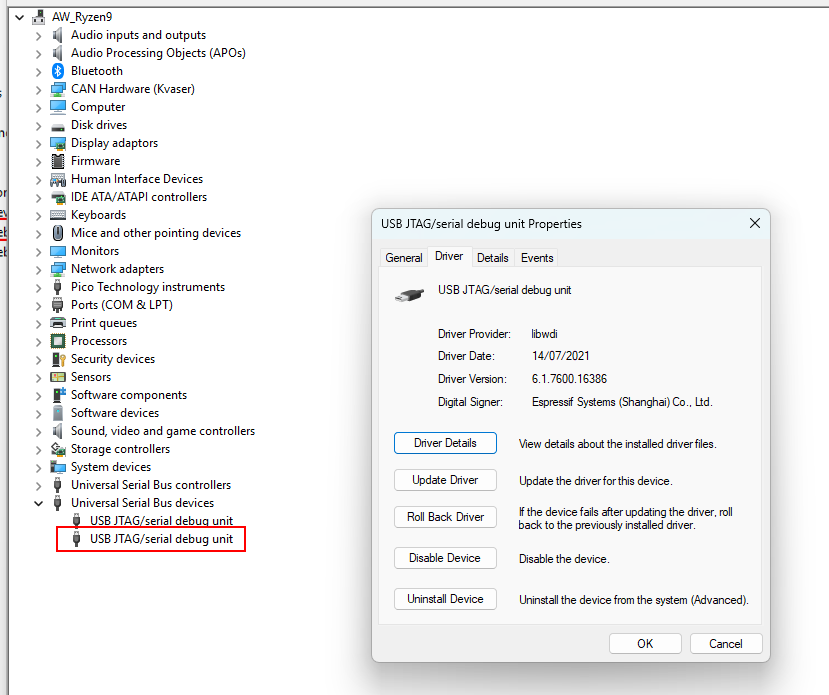 AW_Ryzen9
Audio inputs and outputs
Audio Processing Objects (APOs)
Bluetooth
CAN Hardware (Kvaser)
Computer
Disk drives
Display adaptors
Firmware
Human Interface Devices
IDE ATA/ATAPI controllers
Keyboards
Mice and other pointing devices
Monitors
Network adapters
Pico Technology instruments
Ports (COM & LPT)
Print queues
Processors
Security devices
Sensors
Software components
Software devices
Sound, video and game controllers
Storage controllers
System devices
Universal Serial Bus controllers
Universal Serial Bus devices
USB JTAG/serial debug unit
USB JTAG/serial debug unit
USB JTAG/serial debug unit Properties
General Driver Details Events
USB JTAG/serial debug unit
Driver Provider: libwdi
Driver Date: 14/07/2021
Driver Version: 6.1.7600.16386
Digital Signer: Espressif Systems (Shanghai) Co., Ltd.
Driver Details View details about the installed driver files.
Update Driver Update the driver for this device.
Roll Back Driver If the device fails after updating the driver, roll
back to the previously installed driver.
Disable Device Disable the device.
Uninstall Device Uninstall the device from the system (Advanced).
OK Cancel